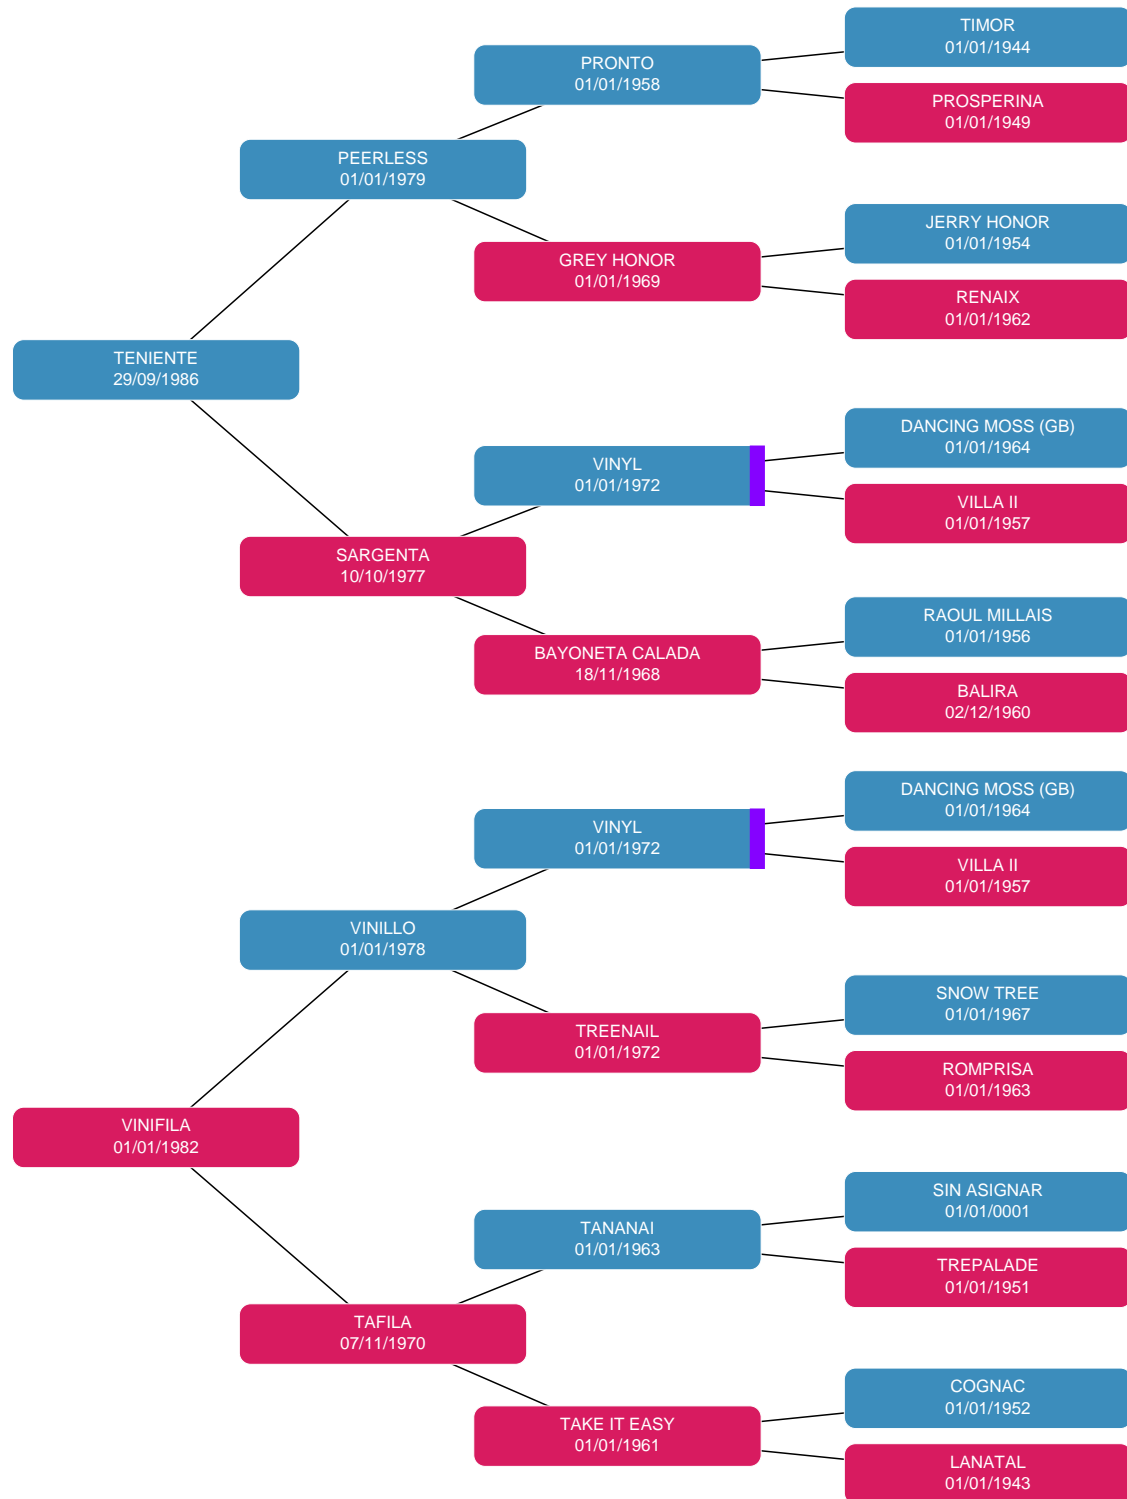 TIMOR
01/01/1944
PRONTO
01/01/1958
PROSPERINA
01/01/1949
PEERLESS
01/01/1979
JERRY HONOR
01/01/1954
GREY HONOR
01/01/1969
RENAIX
01/01/1962
TENIENTE
29/09/1986
DANCING MOSS (GB)
01/01/1964
VINYL
01/01/1972
VILLA II
01/01/1957
SARGENTA
10/10/1977
RAOUL MILLAIS
01/01/1956
BAYONETA CALADA
18/11/1968
BALIRA
02/12/1960
DANCING MOSS (GB)
01/01/1964
VINYL
01/01/1972
VILLA II
01/01/1957
VINILLO
01/01/1978
SNOW TREE
01/01/1967
TREENAIL
01/01/1972
ROMPRISA
01/01/1963
VINIFILA
01/01/1982
SIN ASIGNAR
01/01/0001
TANANAI
01/01/1963
TREPALADE
01/01/1951
TAFILA
07/11/1970
COGNAC
01/01/1952
TAKE IT EASY
01/01/1961
LANATAL
01/01/1943